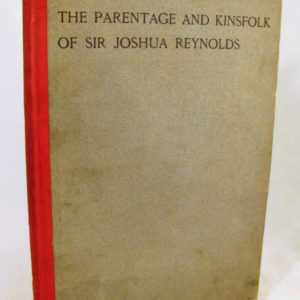 THE PARENTAGE AND KINSFOLK
OF SIR JOSHUA REYNOLDS